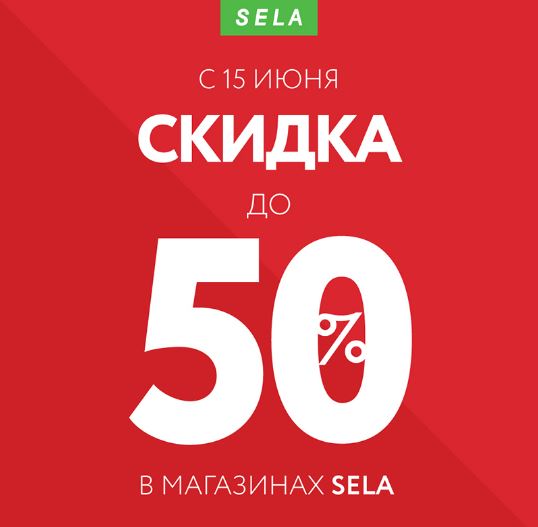 SELA
С 15 ИЮНЯ
СКИДКА
ДО
50%
В МАГАЗИНАХ SELA